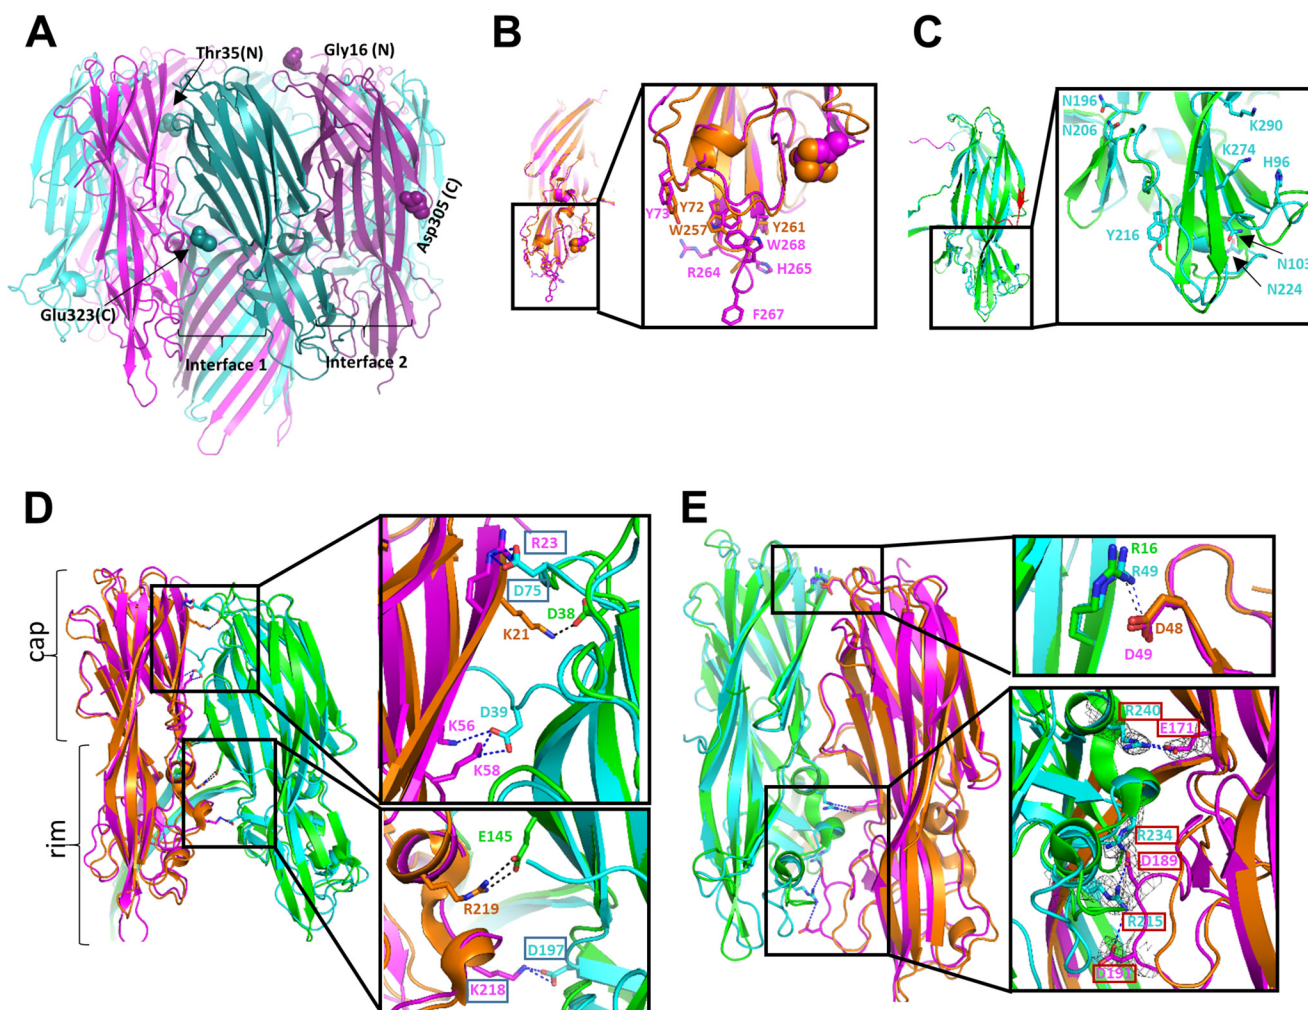 A
Thr35(N)
Gly16 (N)
Asp305 (C)
Glu323(C)
Interface 1
Interface 2
B
Y73
Y72
W257
Y261
W268
R264
H265
F267
C
N196
N206
K290
K274
H96
Y216
N103
N224
D
cap
rim
R23
D75
D38
K21
D39
K56
K58
E145
R219
D197
K218
E
R16
R49
D48
D49
R240
E171
R234
D189
R215
D191